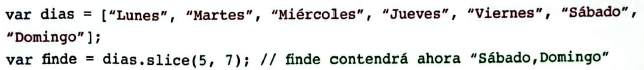 var dias = ["Lunes", "Martes", "Miércoles", "Jueves", "Viernes", "Sábado",
"Domingo"];
var finde = dias.slice(5, 7); // finde contendrá ahora "Sábado,Domingo"